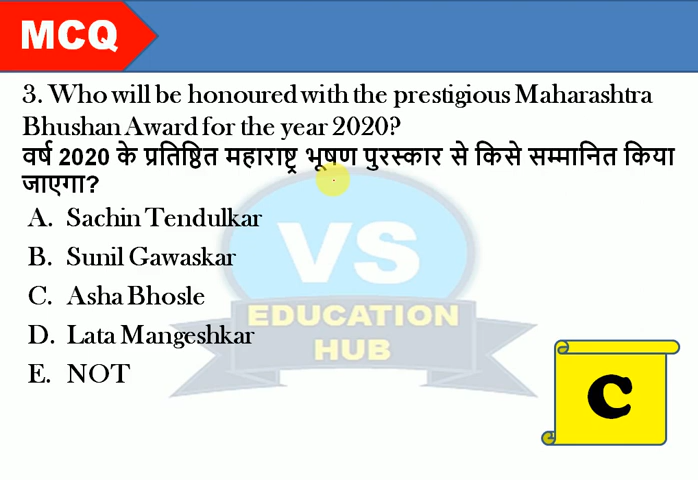 MCQ
3. Who will be honoured with the prestigious Maharashtra
Bhushan Award for the year 2020?
वर्ष 2020 के प्रतिष्ठित महाराष्ट्र भूषण पुरस्कार से किसे सम्मानित किया
जाएगा?
A. Sachin Tendulkar
B. Sunil Gawaskar
C. Asha Bhosle
D. Lata Mangeshkar
E. NOT
VS
EDUCATION
HUB
C